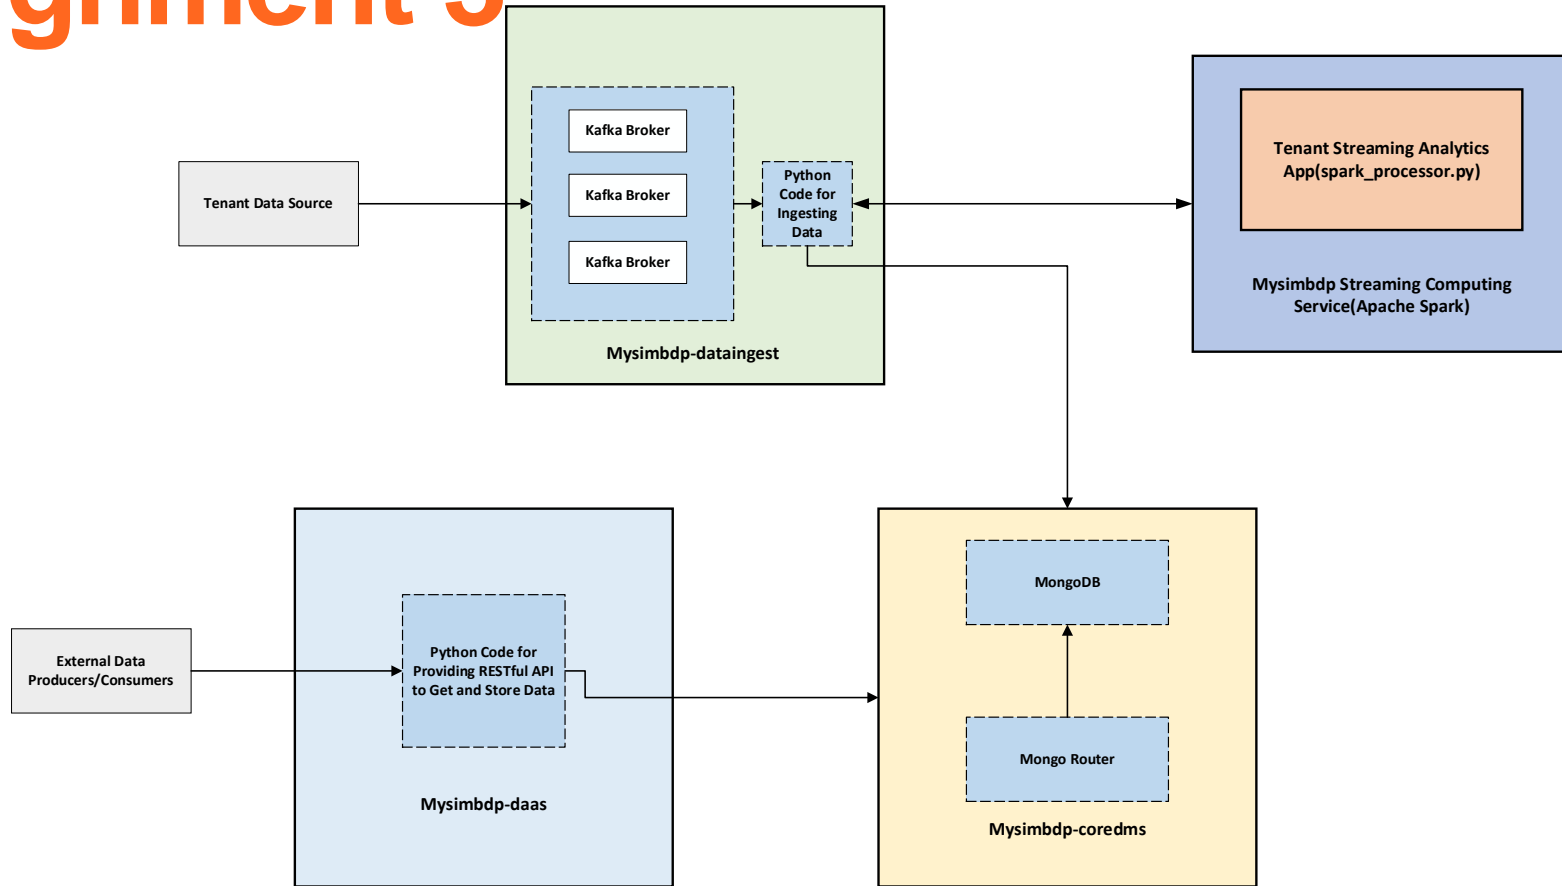 gnment 3
Kafka Broker
Kafka Broker
Kafka Broker
Python
Code for
Ingesting
Data
Mysimbdp-dataingest
Tenant Data Source
Tenant Streaming Analytics
App(spark_processor.py)
Mysimbdp Streaming Computing
Service(Apache Spark)
External Data
Producers/Consumers
Python Code for
Providing RESTful API
to Get and Store Data
Mysimbdp-daas
MongoDB
Mongo Router
Mysimbdp-coredms